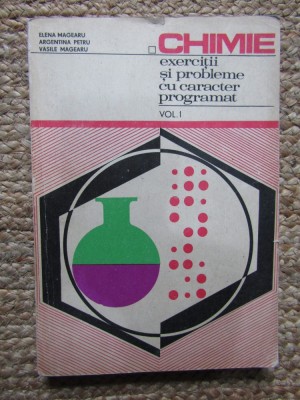 ELENA MAGEARU
ARGENTINA PETRU
VASILE MAGEARU
CHIMIE
exerciții
și probleme
cu caracter
programat
VOL. I